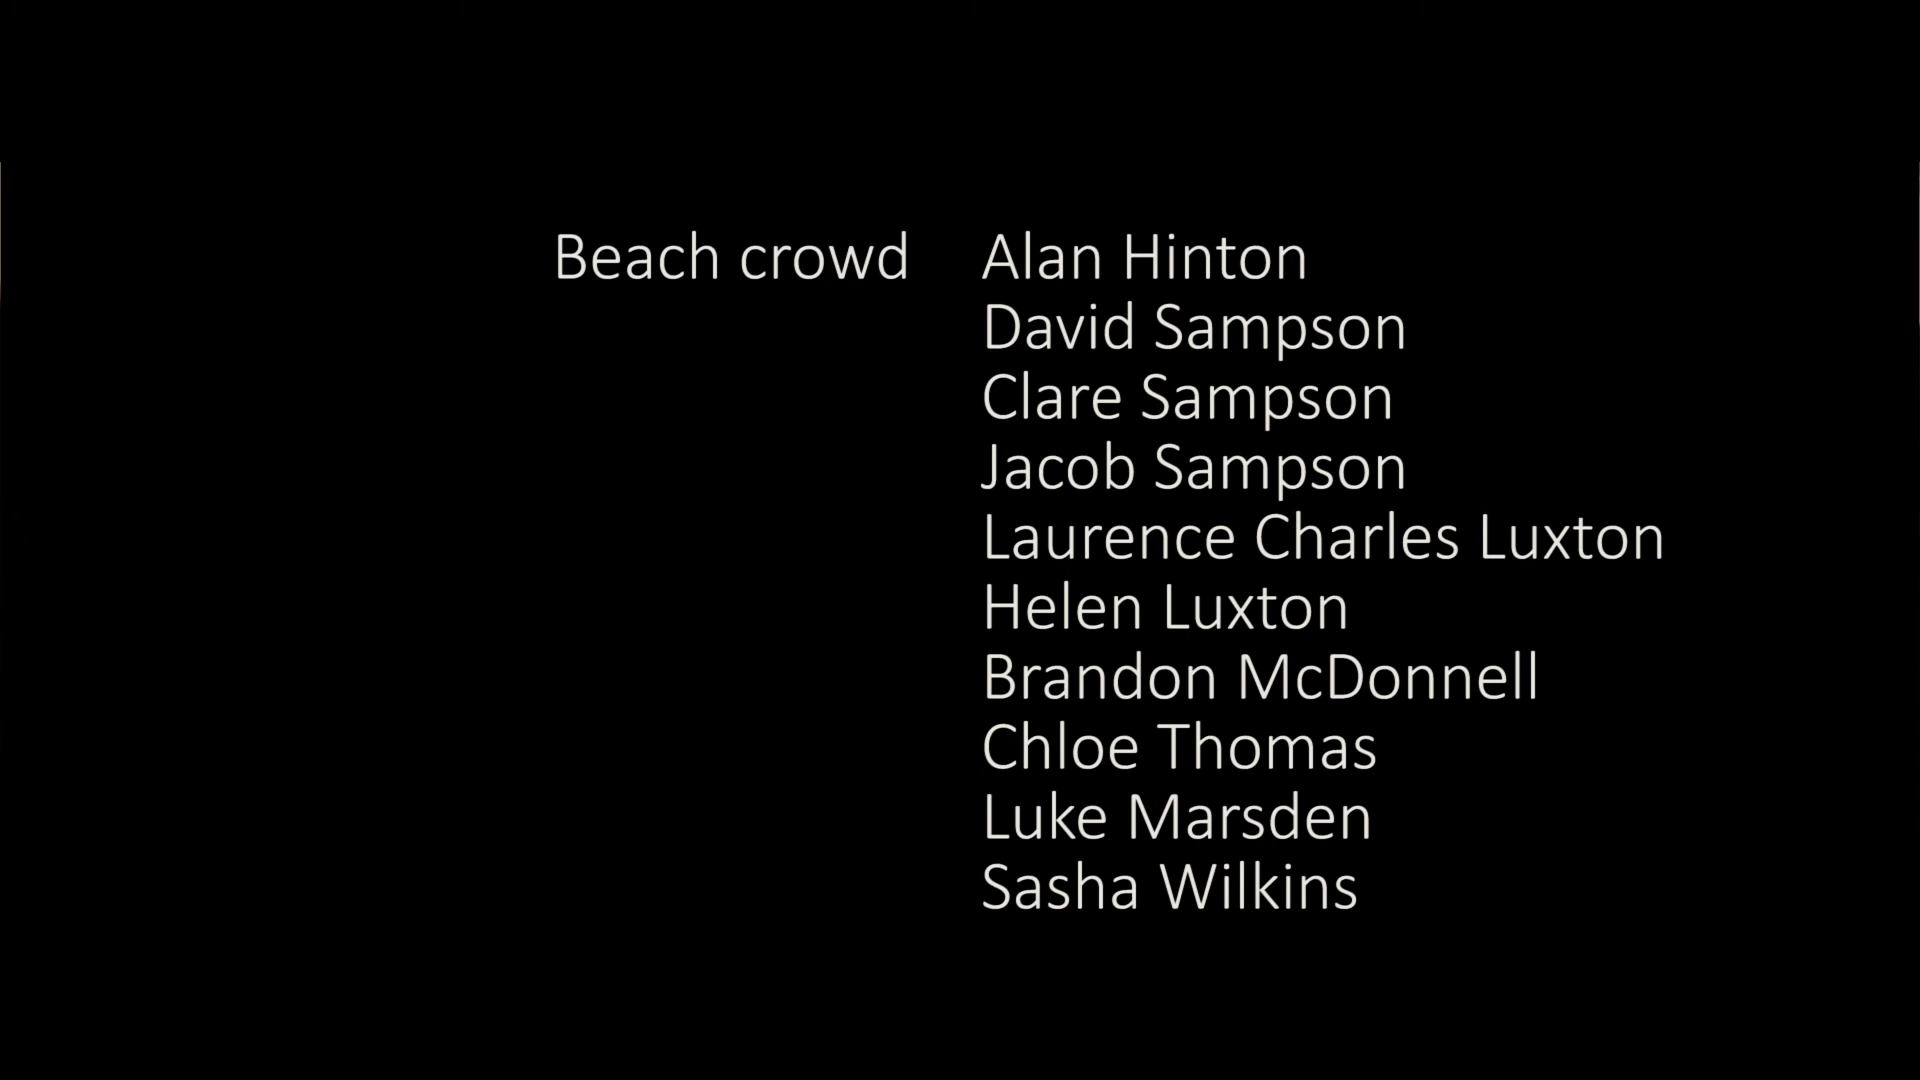 Beach crowd Alan Hinton
David Sampson
Clare Sampson
Jacob Sampson
Laurence Charles Luxton
Helen Luxton
Brandon McDonnell
Chloe Thomas
Luke Marsden
Sasha Wilkins